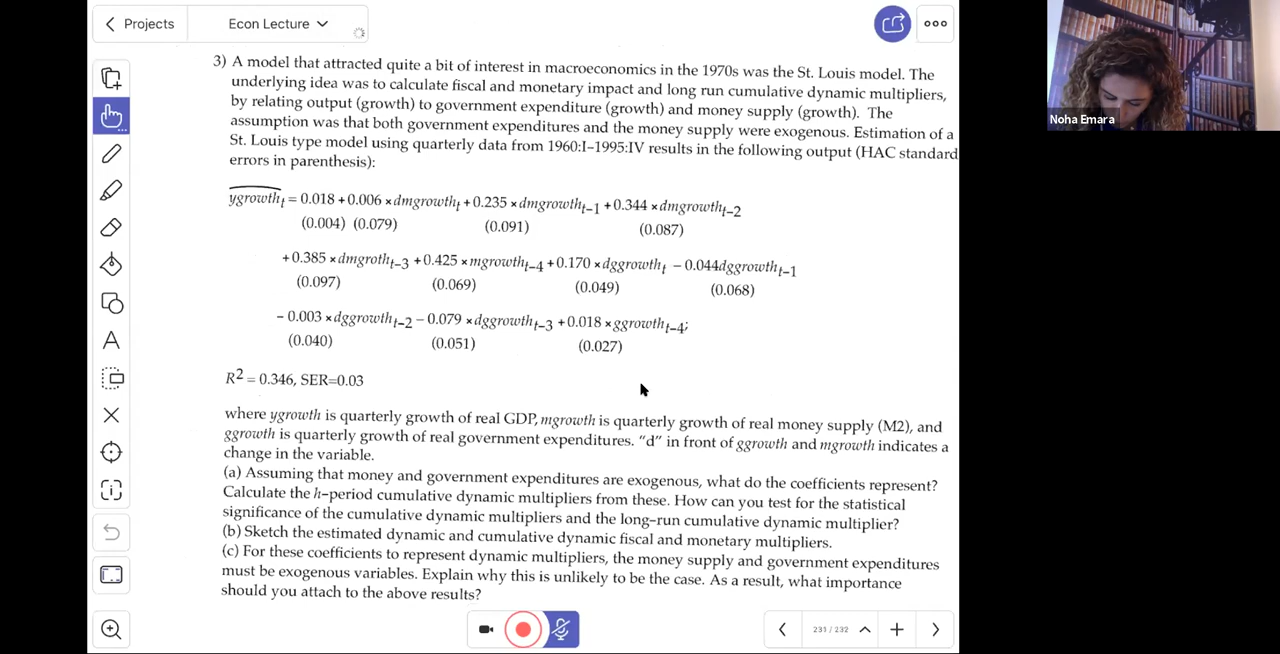 Projects
Econ Lecture
Noha Emara
3) A model that attracted quite a bit of interest in macroeconomics in the 1970s was the St. Louis model. The
underlying idea was to calculate fiscal and monetary impact and long run cumulative dynamic multipliers,
by relating output (growth) to government expenditure (growth) and money supply (growth). The
assumption was that both government expenditures and the money supply were exogenous. Estimation of a
St. Louis type model using quarterly data from 1960:I–1995:IV results in the following output (HAC standard
errors in parenthesis):
ygrowtht = 0.018 + 0.006 × dmgrowtht + 0.235 × dmgrowtht–1 + 0.344 × dmgrowtht–2
(0.004) (0.079) (0.091) (0.087)
+ 0.385 × dmgrotht–3 + 0.425 × mgrowtht–4 + 0.170 × dggrowtht – 0.044dggrowtht–1
(0.097) (0.069) (0.049) (0.068)
– 0.003 × dggrowtht–2 – 0.079 × dggrowtht–3 + 0.018 × ggrowtht–4;
(0.040) (0.051) (0.027)
R2 = 0.346, SER=0.03
where ygrowth is quarterly growth of real GDP, mgrowth is quarterly growth of real money supply (M2), and
ggrowth is quarterly growth of real government expenditures. “d” in front of ggrowth and mgrowth indicates a
change in the variable.
(a) Assuming that money and government expenditures are exogenous, what do the coefficients represent?
Calculate the h–period cumulative dynamic multipliers from these. How can you test for the statistical
significance of the cumulative dynamic multipliers and the long–run cumulative dynamic multiplier?
(b) Sketch the estimated dynamic and cumulative dynamic fiscal and monetary multipliers.
(c) For these coefficients to represent dynamic multipliers, the money supply and government expenditures
must be exogenous variables. Explain why this is unlikely to be the case. As a result, what importance
should you attach to the above results?
231 / 232